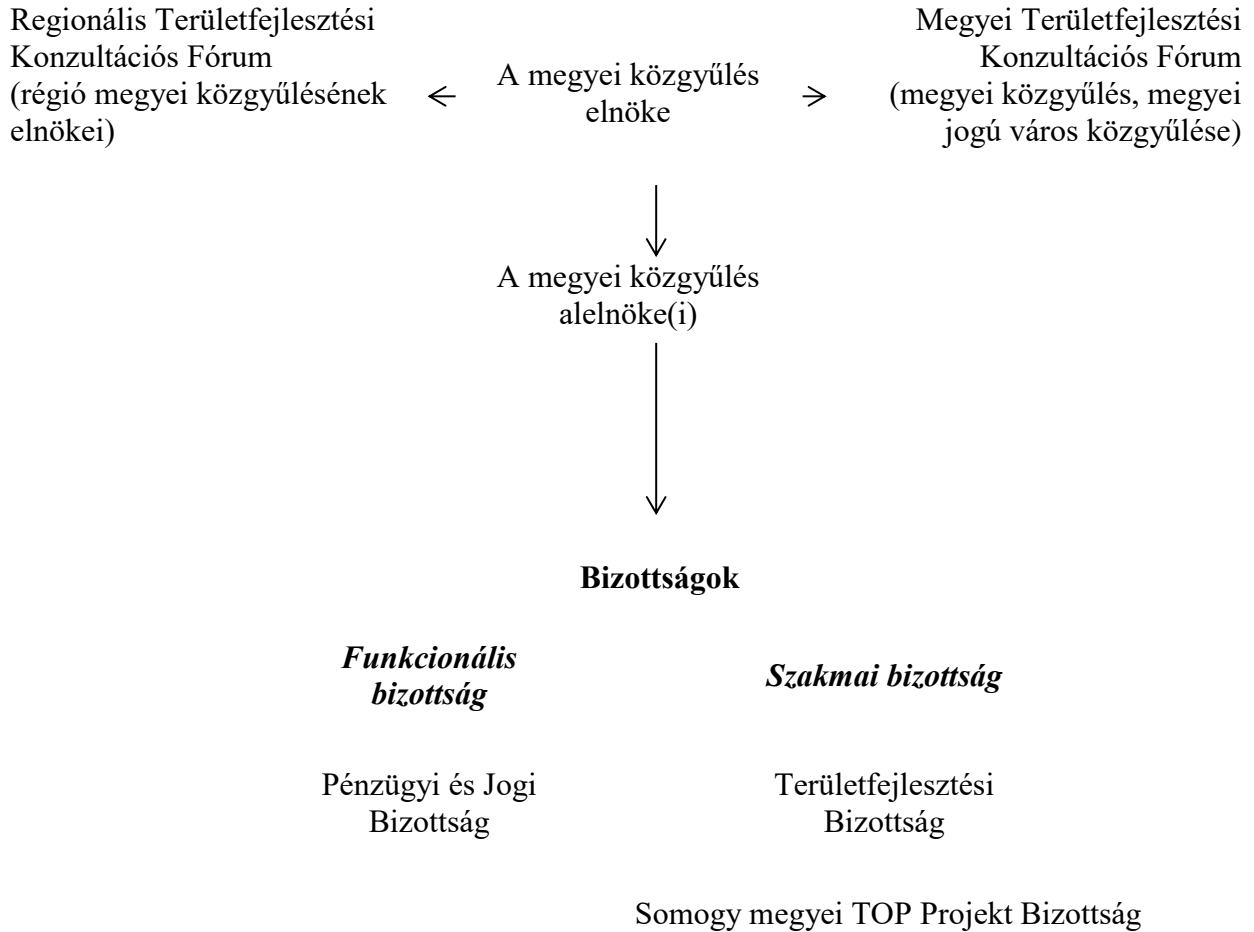 Regionális Területfejlesztési
Konzultációs Fórum
(régió megyei közgyűlésének
elnökei)
A megyei közgyűlés
elnöke
Megyei Területfejlesztési
Konzultációs Fórum
(megyei közgyűlés, megyei
jogú város közgyűlése)
A megyei közgyűlés
alelnöke(i)
Bizottságok
Funkcionális
bizottság
Szakmai bizottság
Pénzügyi és Jogi
Bizottság
Területfejlesztési
Bizottság
Somogy megyei TOP Projekt Bizottság